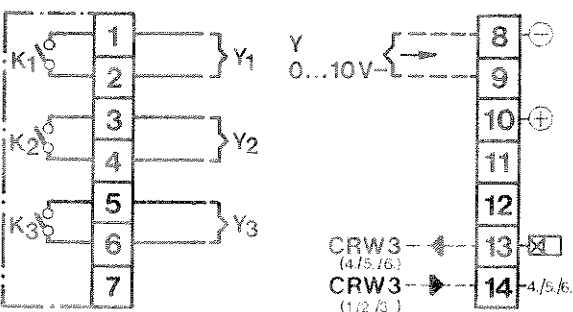 K1 1 Y1
2
K2 3 Y2
4
K3 5 Y3
6
7
Y 8 −
0...10V⎓ 9
10 +
11
12
CRW3 13
(4./5./6.)
CRW3 14 4./5./6.
(1./2./3.)